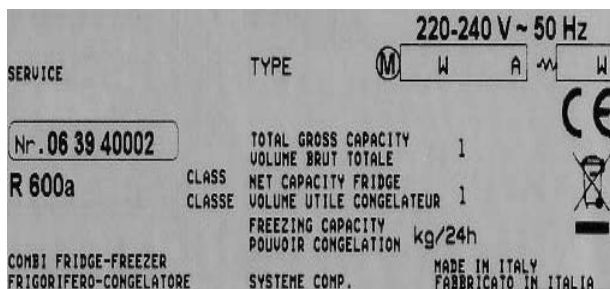 220-240 V ~ 50 Hz
SERVICE TYPE M W A W
Nr. 06 39 40002
TOTAL GROSS CAPACITY
VOLUME BRUT TOTALE l
R 600a
CLASS NET CAPACITY FRIDGE
CLASSE VOLUME UTILE CONGELATEUR l
FREEZING CAPACITY
POUVOIR CONGELATION kg/24h
COMBI FRIDGE-FREEZER
FRIGORIFERO-CONGELATORE
SYSTEME COMP.
MADE IN ITALY
FABBRICATO IN ITALIA
CE